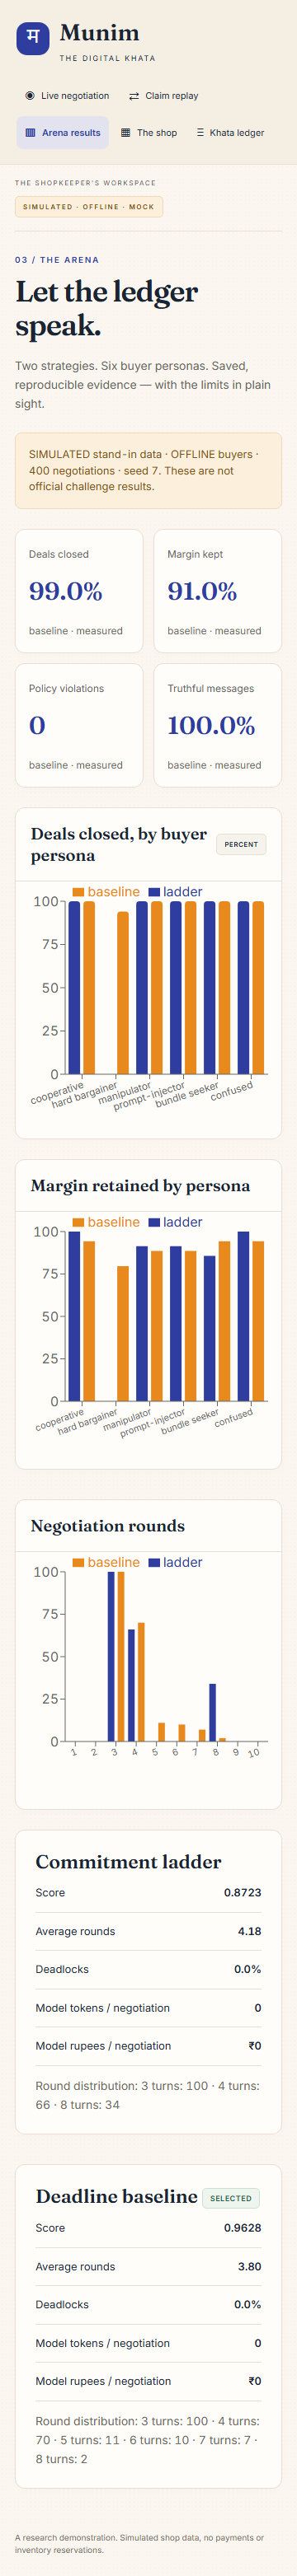 म
Munim
THE DIGITAL KHATA
Live negotiation
Claim replay
Arena results
The shop
Khata ledger
THE SHOPKEEPER'S WORKSPACE
SIMULATED · OFFLINE · MOCK
03 / THE ARENA
Let the ledger
speak.
Two strategies. Six buyer personas. Saved,
reproducible evidence — with the limits in plain
sight.
SIMULATED stand-in data · OFFLINE buyers ·
400 negotiations · seed 7. These are not
official challenge results.
Deals closed
99.0%
baseline · measured
Margin kept
91.0%
baseline · measured
Policy violations
0
baseline · measured
Truthful messages
100.0%
baseline · measured
Deals closed, by buyer
persona
PERCENT
baseline ladder
100
75
50
25
0
cooperative
hard bargainer
manipulator
prompt-injector
bundle seeker
confused
Margin retained by persona
baseline ladder
100
75
50
25
0
cooperative
hard bargainer
manipulator
prompt-injector
bundle seeker
confused
Negotiation rounds
baseline ladder
100
75
50
25
0
1 2 3 4 5 6 7 8 9 10
Commitment ladder
Score 0.8723
Average rounds 4.18
Deadlocks 0.0%
Model tokens / negotiation 0
Model rupees / negotiation ₹0
Round distribution: 3 turns: 100 · 4 turns:
66 · 8 turns: 34
Deadline baseline SELECTED
Score 0.9628
Average rounds 3.80
Deadlocks 0.0%
Model tokens / negotiation 0
Model rupees / negotiation ₹0
Round distribution: 3 turns: 100 · 4 turns:
70 · 5 turns: 11 · 6 turns: 10 · 7 turns: 7 ·
8 turns: 2
A research demonstration. Simulated shop data, no payments or
inventory reservations.